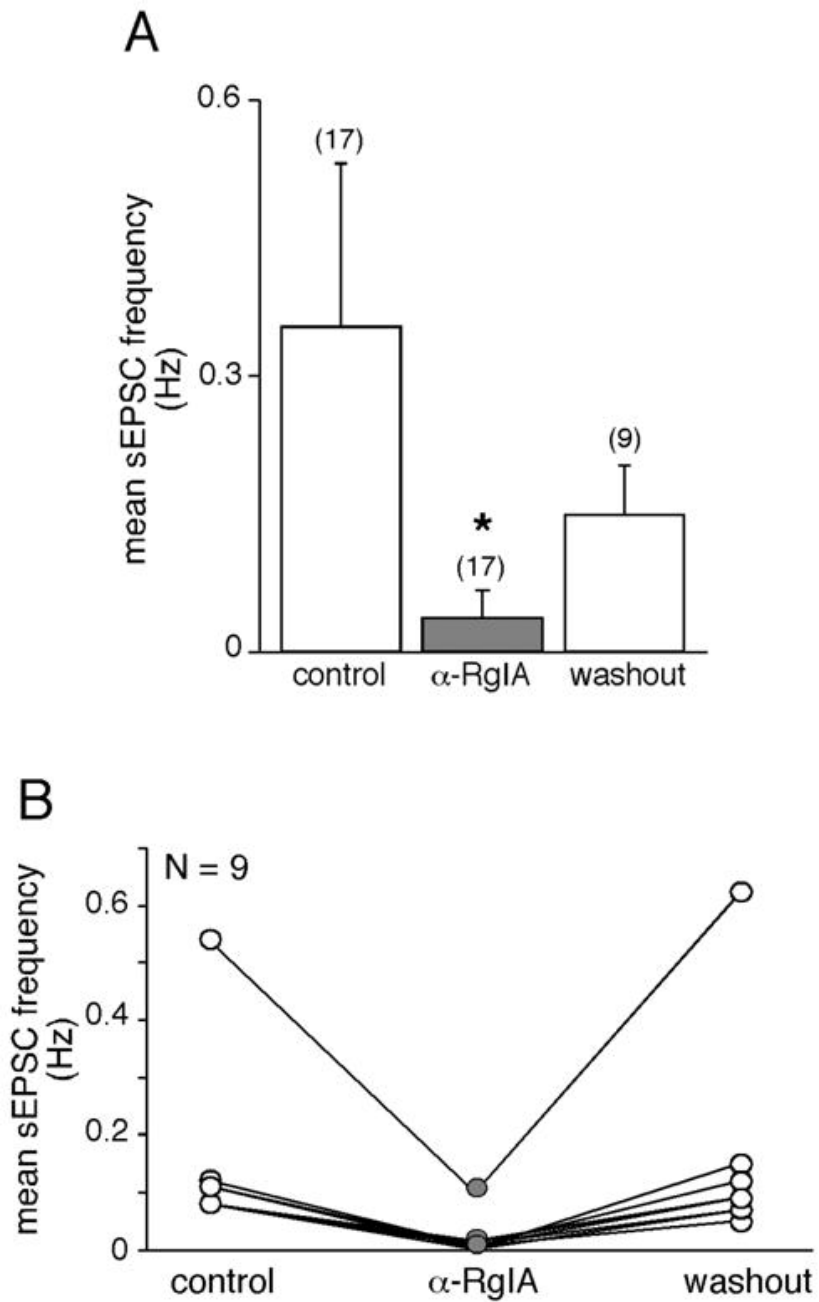 A
mean sEPSC frequency
(Hz)
0.6
0.3
0
(17)
*
(17)
(9)
control
α-RgIA
washout
B
mean sEPSC frequency
(Hz)
N = 9
0.6
0.4
0.2
0
control
α-RgIA
washout